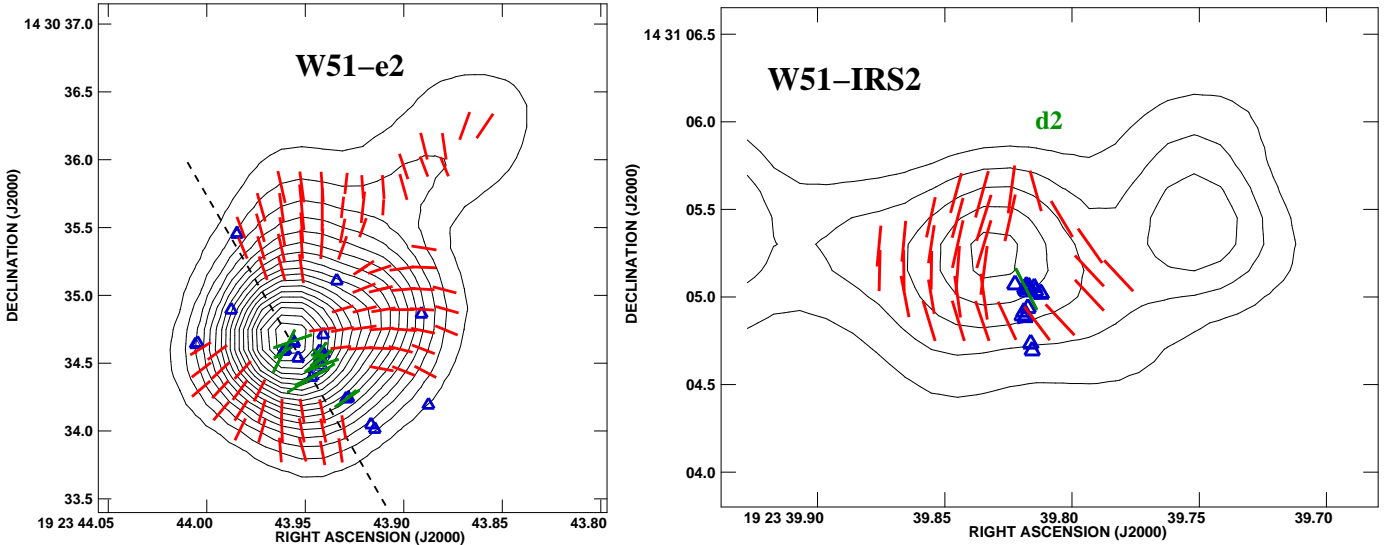 14 30 37.0
36.5
36.0
35.5
35.0
34.5
34.0
33.5
DECLINATION (J2000)
W51–e2
19 23 44.05
44.00
43.95
43.90
43.85
43.80
RIGHT ASCENSION (J2000)
14 31 06.5
06.0
05.5
05.0
04.5
04.0
DECLINATION (J2000)
W51–IRS2
d2
19 23 39.90
39.85
39.80
39.75
39.70
RIGHT ASCENSION (J2000)